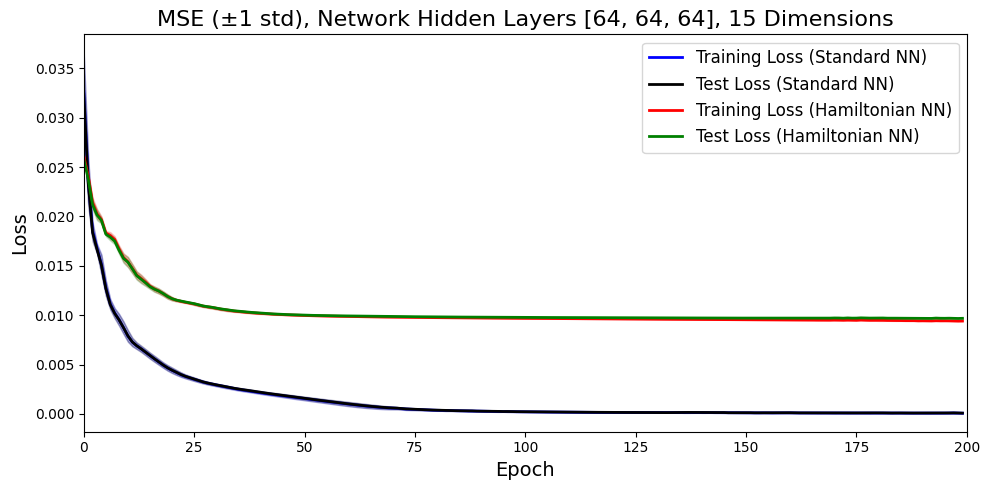 MSE (±1 std), Network Hidden Layers [64, 64, 64], 15 Dimensions
Training Loss (Standard NN)
Test Loss (Standard NN)
Training Loss (Hamiltonian NN)
Test Loss (Hamiltonian NN)
Loss
0.035
0.030
0.025
0.020
0.015
0.010
0.005
0.000
0 25 50 75 100 125 150 175 200
Epoch